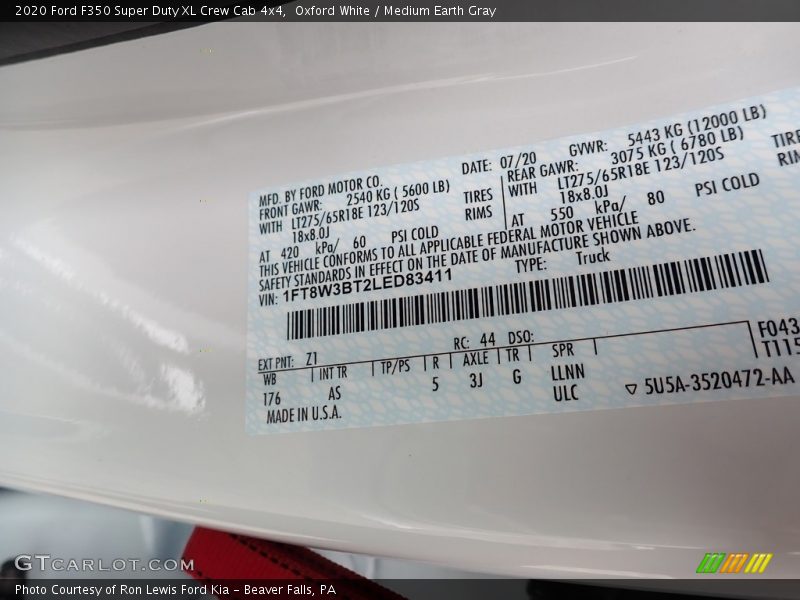 2020 Ford F350 Super Duty XL Crew Cab 4x4, Oxford White / Medium Earth Gray
MFD. BY FORD MOTOR CO. DATE: 07/20 GVWR: 5443 KG (12000 LB)
FRONT GAWR: 2540 KG ( 5600 LB) REAR GAWR: 3075 KG ( 6780 LB)
WITH LT275/65R18E 123/120S TIRES WITH LT275/65R18E 123/120S TIRE
18x8.0J RIMS 18x8.0J RIM
AT 420 kPa/ 60 PSI COLD AT 550 kPa/ 80 PSI COLD
THIS VEHICLE CONFORMS TO ALL APPLICABLE FEDERAL MOTOR VEHICLE
SAFETY STANDARDS IN EFFECT ON THE DATE OF MANUFACTURE SHOWN ABOVE.
VIN: 1FT8W3BT2LED83411 TYPE: Truck
EXT PNT: Z1 RC: 44 DSO: F043
WB INT TR TP/PS R AXLE TR SPR T115
176 AS 5 3J G LLNN
ULC
MADE IN U.S.A. 5U5A-3520472-AA
GTCARLOT.COM
Photo Courtesy of Ron Lewis Ford Kia - Beaver Falls, PA